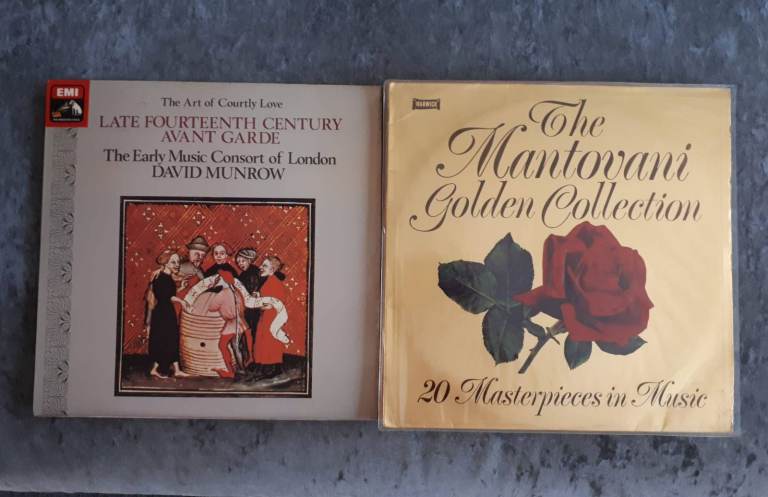 EMI
The Art of Courtly Love
LATE FOURTEENTH CENTURY
AVANT GARDE
The Early Music Consort of London
DAVID MUNROW
WARWICK
The
Mantovani
Golden Collection
20 Masterpieces in Music